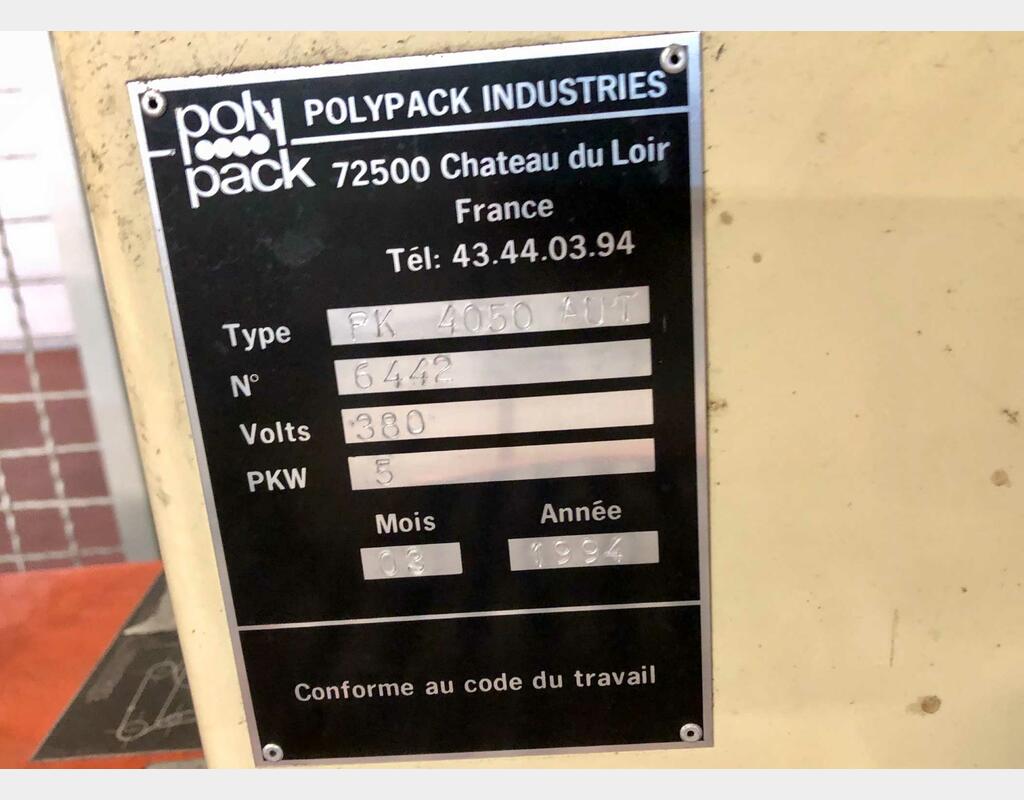 poly pack
POLYPACK INDUSTRIES
72500 Chateau du Loir
France
Tél: 43.44.03.94
Type PK 4050 AUT
N° 6442
Volts 380
PKW 5
Mois Année
03 1994
Conforme au code du travail